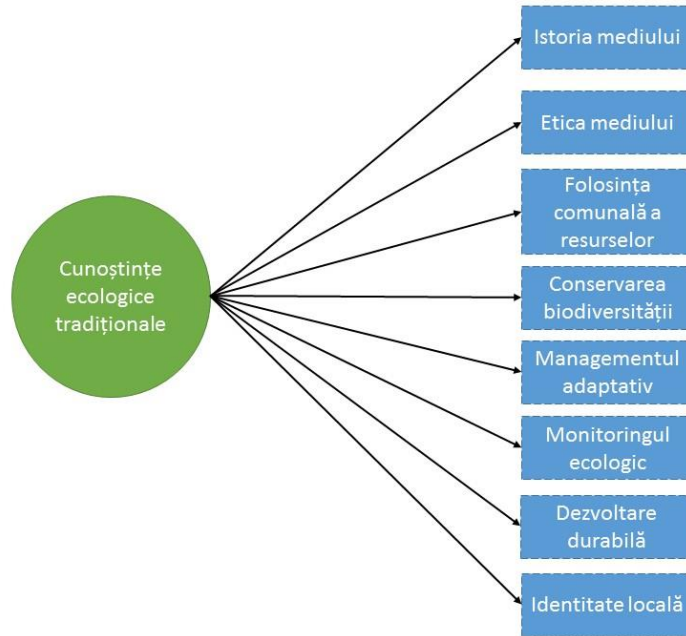 Cunoștințe
ecologice
tradiționale
Istoria mediului
Etica mediului
Folosința
comunală a
resurselor
Conservarea
biodiversității
Managementul
adaptativ
Monitoringul
ecologic
Dezvoltare
durabilă
Identitate locală